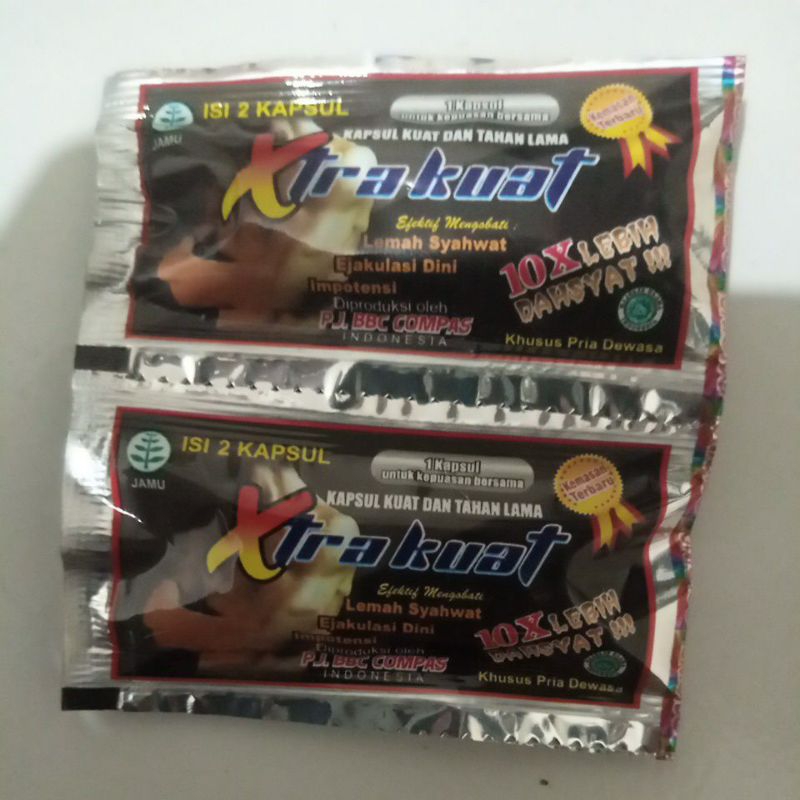 ISI 2 KAPSUL
JAMU
1 Kapsul
untuk kepuasan bersama
Kemasan
Terbaru
KAPSUL KUAT DAN TAHAN LAMA
Xtra kuat
Efektif Mengobati :
Lemah Syahwat
Ejakulasi Dini
Impotensi
10X LEBIH
DAHSYAT !!!
Diproduksi oleh
P.J. BBC COMPAS
INDONESIA
Khusus Pria Dewasa
ISI 2 KAPSUL
JAMU
1 Kapsul
untuk kepuasan bersama
Kemasan
Terbaru
KAPSUL KUAT DAN TAHAN LAMA
Xtra kuat
Efektif Mengobati
Lemah Syahwat
Ejakulasi Dini
Impotensi
10X LEBIH
DAHSYAT !!!
Diproduksi oleh
P.J. BBC COMPAS
INDONESIA
Khusus Pria Dewasa